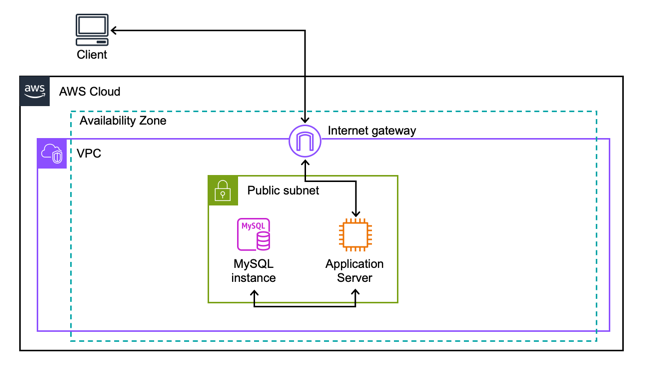 Client
aws
AWS Cloud
Availability Zone
Internet gateway
VPC
Public subnet
MySQL
MySQL
instance
Application
Server